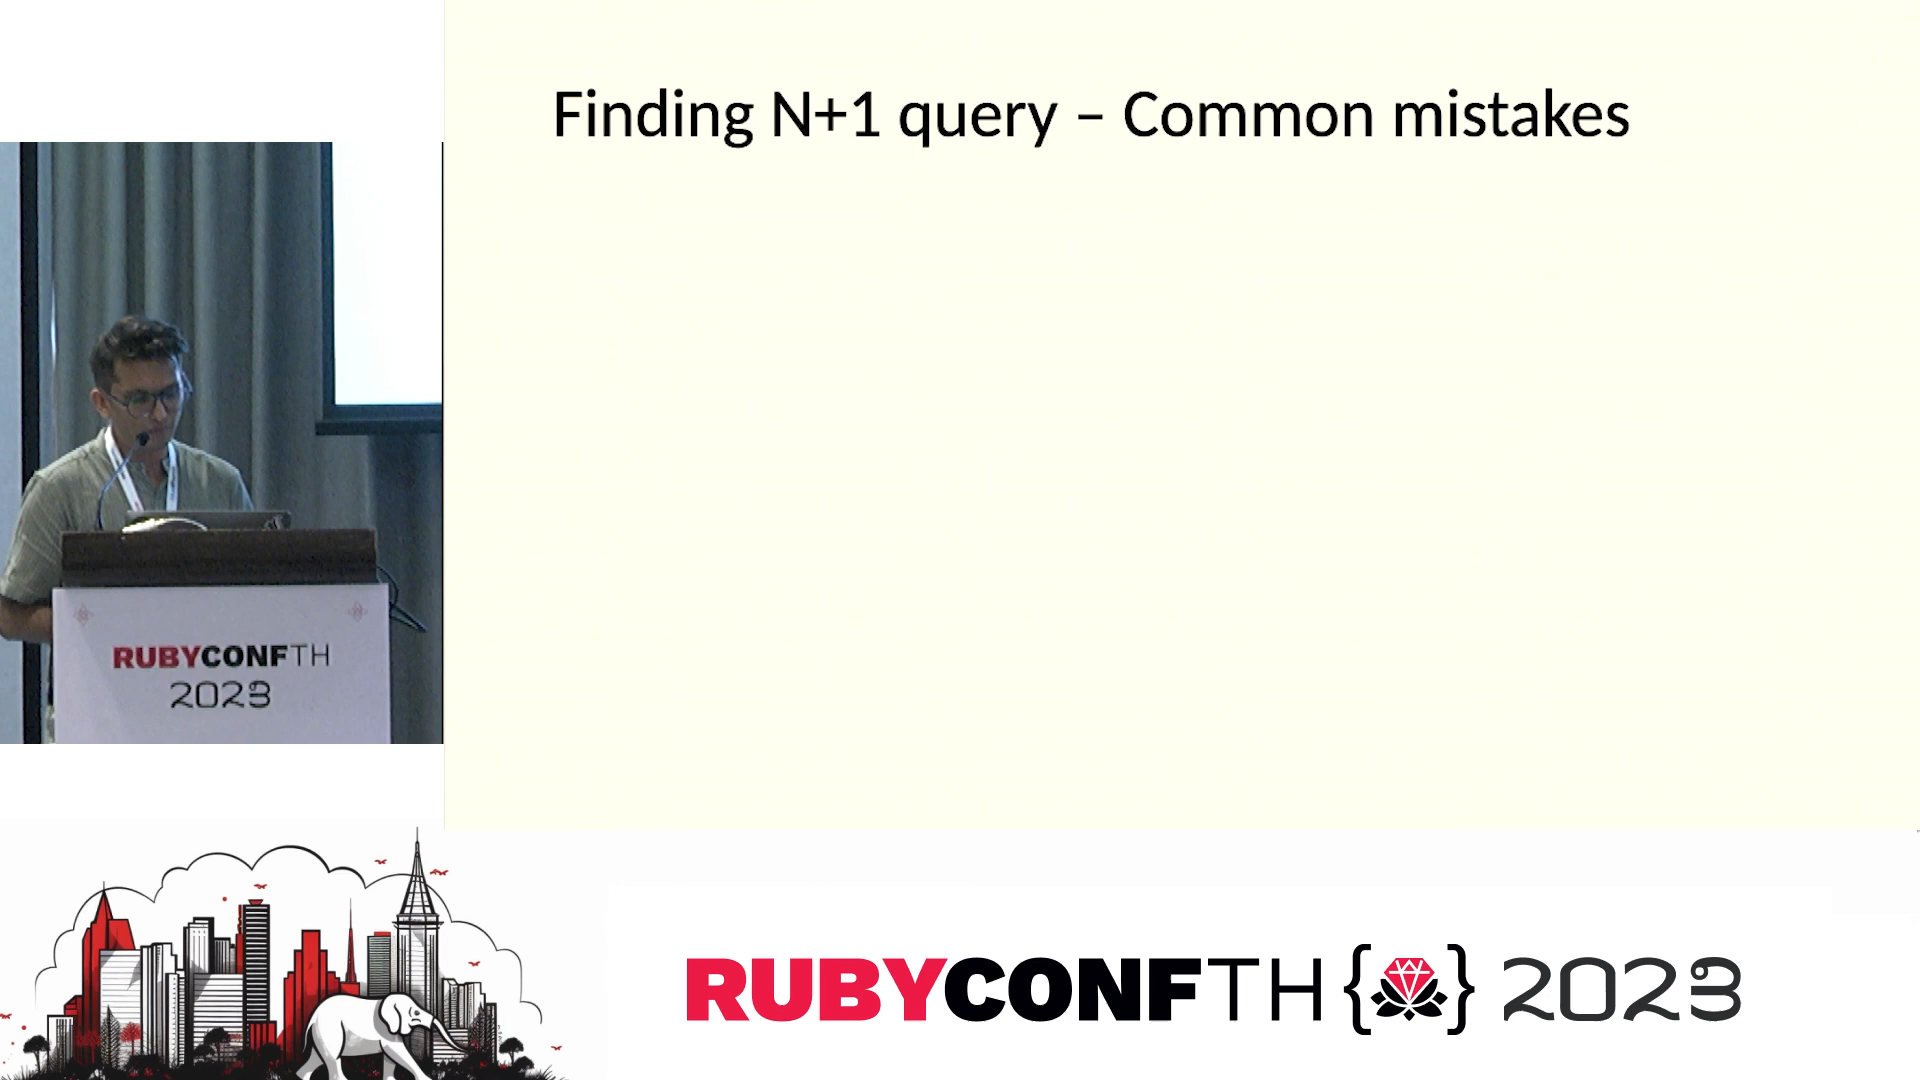 Finding N+1 query – Common mistakes
RUBYCONFTH
2023
RUBYCONFTH { } 2023